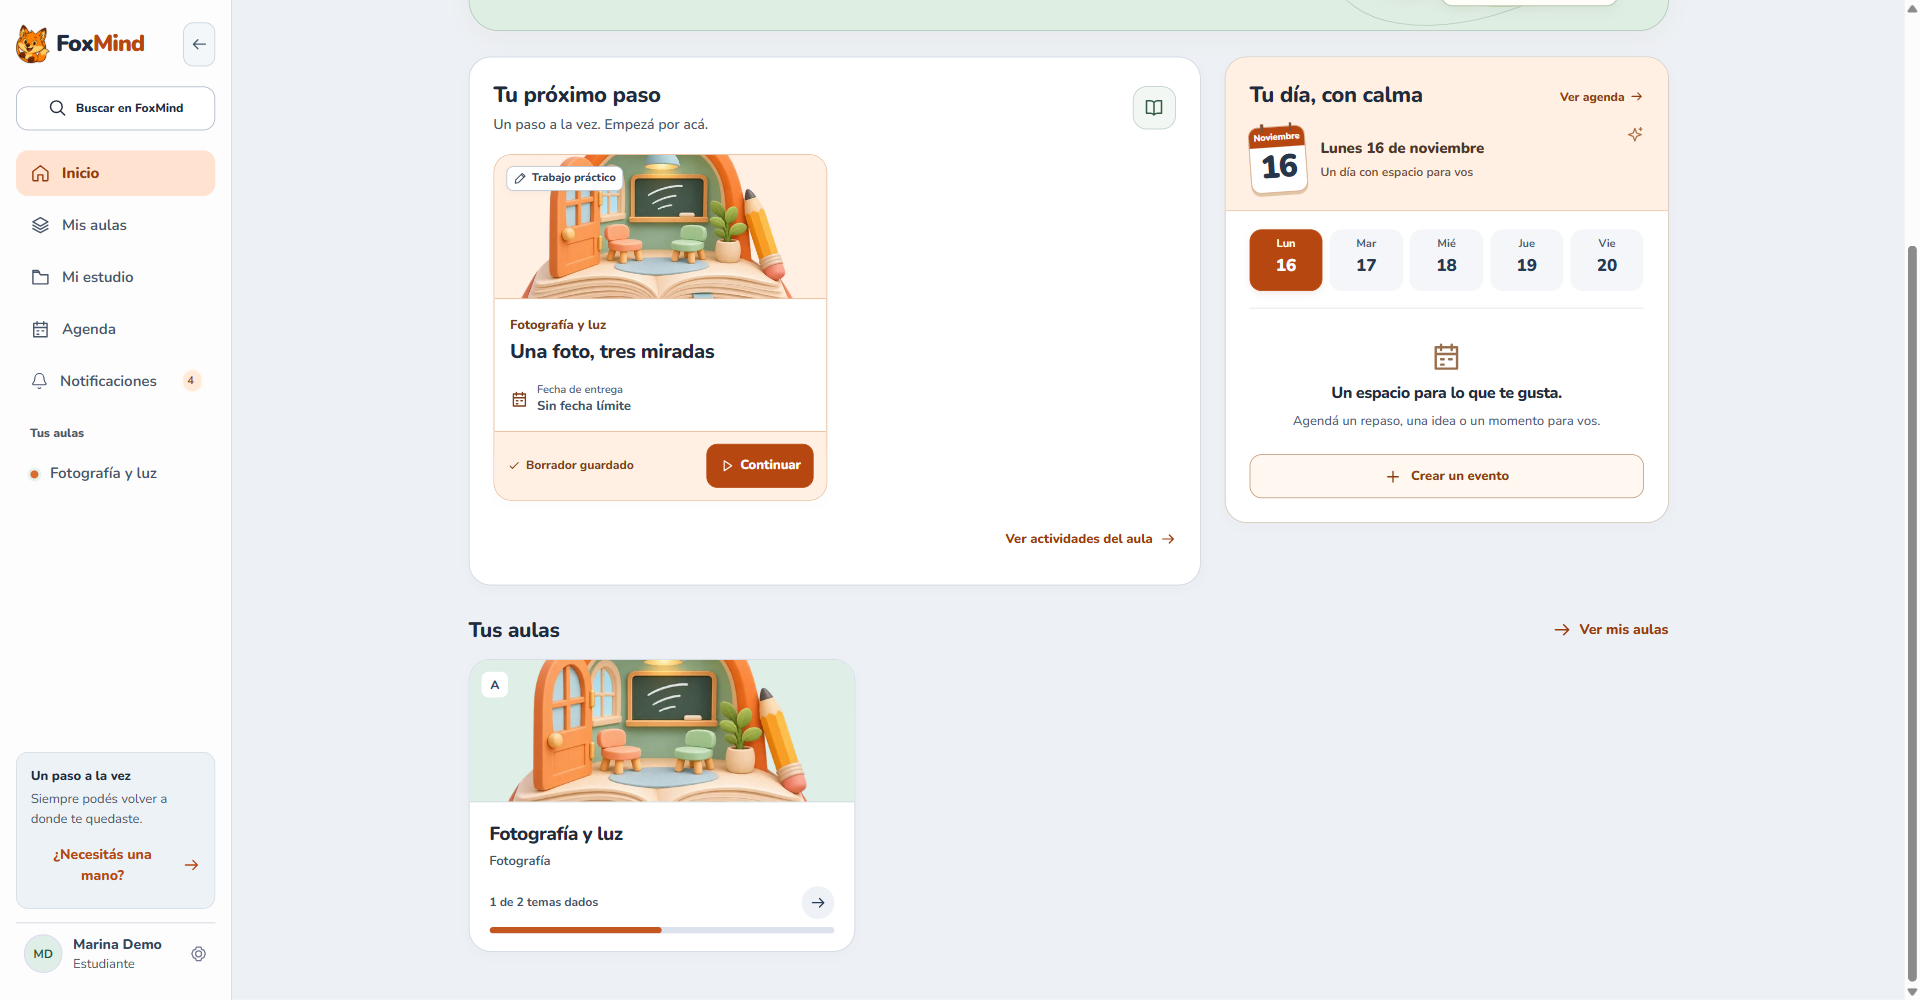 FoxMind
Buscar en FoxMind
Inicio
Mis aulas
Mi estudio
Agenda
Notificaciones 4
Tus aulas
Fotografía y luz
Un paso a la vez
Siempre podés volver a
donde te quedaste.
¿Necesitás una
mano?
MD
Marina Demo
Estudiante
Tu próximo paso
Un paso a la vez. Empezá por acá.
Trabajo práctico
Fotografía y luz
Una foto, tres miradas
Fecha de entrega
Sin fecha límite
Borrador guardado
Continuar
Ver actividades del aula
Tu día, con calma
Ver agenda
Noviembre
16
Lunes 16 de noviembre
Un día con espacio para vos
Lun Mar Mié Jue Vie
16 17 18 19 20
Un espacio para lo que te gusta.
Agendá un repaso, una idea o un momento para vos.
Crear un evento
Tus aulas
Ver mis aulas
A
Fotografía y luz
Fotografía
1 de 2 temas dados